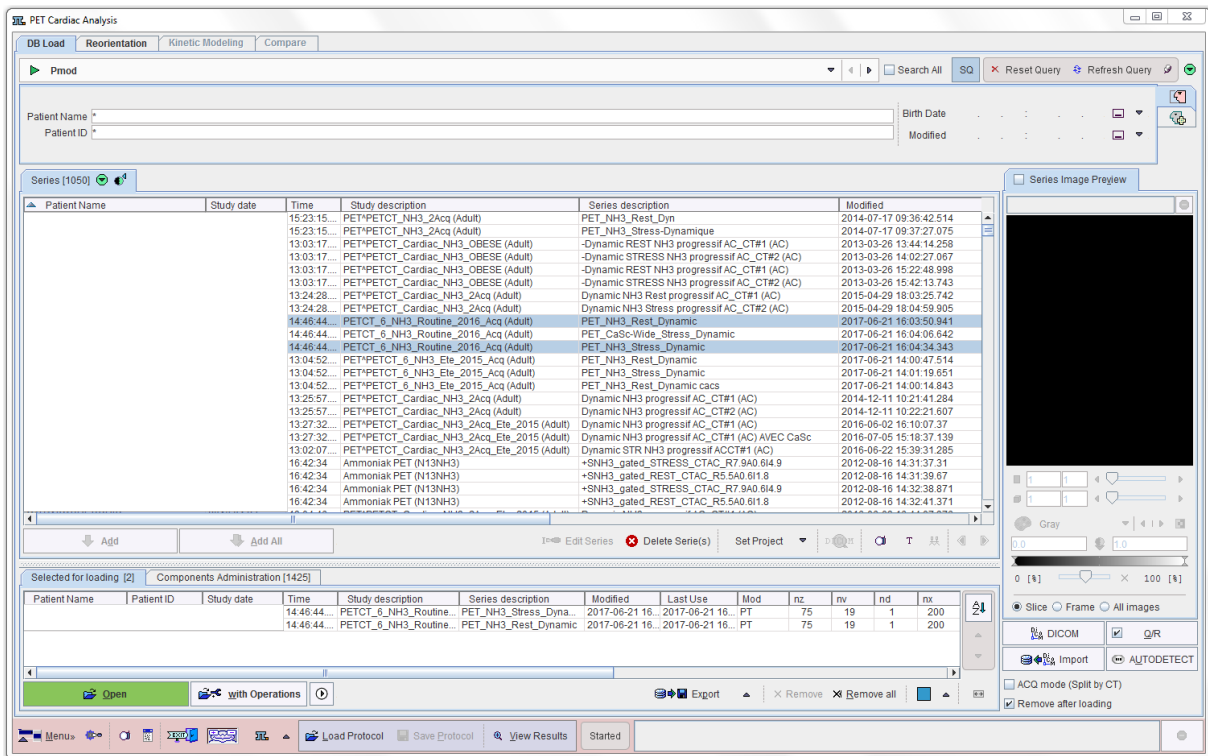 PET Cardiac Analysis
DB Load Reorientation Kinetic Modeling Compare
Pmod Search All SQ Reset Query Refresh Query
Patient Name * Birth Date . . : . .
Patient ID * Modified . . : . .
Series [1050] Series Image Preview
Patient Name Study date Time Study description Series description Modified
15:23:15.... PET^PETCT_NH3_2Acq (Adult) PET_NH3_Rest_Dyn 2014-07-17 09:36:42.514
15:23:15.... PET^PETCT_NH3_2Acq (Adult) PET_NH3_Stress-Dynamique 2014-07-17 09:37:27.075
13:03:17.... PET^PETCT_Cardiac_NH3_OBESE (Adult) -Dynamic REST NH3 progressif AC_CT#1 (AC) 2013-03-26 13:44:14.258
13:03:17.... PET^PETCT_Cardiac_NH3_OBESE (Adult) -Dynamic STRESS NH3 progressif AC_CT#2 (AC) 2013-03-26 14:02:27.067
13:03:17.... PET^PETCT_Cardiac_NH3_OBESE (Adult) -Dynamic REST NH3 progressif AC_CT#1 (AC) 2013-03-26 15:22:48.998
13:03:17.... PET^PETCT_Cardiac_NH3_OBESE (Adult) -Dynamic STRESS NH3 progressif AC_CT#2 (AC) 2013-03-26 15:42:13.743
13:24:28.... PET^PETCT_Cardiac_NH3_2Acq (Adult) Dynamic NH3 Rest progressif AC_CT#1 (AC) 2015-04-29 18:03:25.742
13:24:28.... PET^PETCT_Cardiac_NH3_2Acq (Adult) Dynamic NH3 Stress progressif AC_CT#2 (AC) 2015-04-29 18:04:59.905
14:46:44.... PETCT_6_NH3_Routine_2016_Acq (Adult) PET_NH3_Rest_Dynamic 2017-06-21 16:03:50.941
14:46:44.... PETCT_6_NH3_Routine_2016_Acq (Adult) PET_CaSc-Wide_Stress_Dynamic 2017-06-21 16:04:06.642
14:46:44.... PETCT_6_NH3_Routine_2016_Acq (Adult) PET_NH3_Stress_Dynamic 2017-06-21 16:04:34.343
13:04:52.... PET^PETCT_6_NH3_Ete_2015_Acq (Adult) PET_NH3_Rest_Dynamic 2017-06-21 14:00:47.514
13:04:52.... PET^PETCT_6_NH3_Ete_2015_Acq (Adult) PET_NH3_Stress_Dynamic 2017-06-21 14:01:19.651
13:04:52.... PET^PETCT_6_NH3_Ete_2015_Acq (Adult) PET_NH3_Rest_Dynamic cacs 2017-06-21 14:00:14.843
13:25:57.... PET^PETCT_Cardiac_NH3_2Acq (Adult) Dynamic NH3 progressif AC_CT#1 (AC) 2014-12-11 10:21:41.284
13:25:57.... PET^PETCT_Cardiac_NH3_2Acq (Adult) Dynamic NH3 progressif AC_CT#2 (AC) 2014-12-11 10:22:21.607
13:27:32.... PET^PETCT_Cardiac_NH3_2Acq_Ete_2015 (Adult) Dynamic NH3 progressif AC_CT#1 (AC) 2016-06-02 16:10:07.37
13:27:32.... PET^PETCT_Cardiac_NH3_2Acq_Ete_2015 (Adult) Dynamic NH3 progressif AC_CT#1 (AC) AVEC CaSc 2016-07-05 15:18:37.139
13:02:07.... PET^PETCT_Cardiac_NH3_2Acq_Ete_2015 (Adult) Dynamic STR NH3 progressif ACCT#1 (AC) 2016-06-22 15:39:31.285
16:42:34 Ammoniak PET (N13NH3) +SNH3_gated_STRESS_CTAC_R7.9A0.6I4.9 2012-08-16 14:31:37.31
16:42:34 Ammoniak PET (N13NH3) +SNH3_gated_REST_CTAC_R5.5A0.6I1.8 2012-08-16 14:31:39.67
16:42:34 Ammoniak PET (N13NH3) +SNH3_gated_STRESS_CTAC_R7.9A0.6I4.9 2012-08-16 14:32:38.871
16:42:34 Ammoniak PET (N13NH3) +SNH3_gated_REST_CTAC_R5.5A0.6I1.8 2012-08-16 14:32:41.371
1 1
1 1
Gray
Add Add All Edit Series Delete Serie(s) Set Project T 0.0 1.0
0 [%] 100 [%]
Selected for loading [2] Components Administration [1425]
Patient Name Patient ID Study date Time Study description Series description Modified Last Use Mod nz nv nd nx
14:46:44.... PETCT_6_NH3_Routine... PET_NH3_Stress_Dyna... 2017-06-21 16... 2017-06-21 16... PT 75 19 1 200
14:46:44.... PETCT_6_NH3_Routine... PET_NH3_Rest_Dynamic 2017-06-21 16... 2017-06-21 16... PT 75 19 1 200
Slice Frame All images
DICOM Q/R
Import AUTODETECT
Open with Operations Export Remove Remove all
ACQ mode (Split by CT)
Remove after loading
Menus EXIT Load Protocol Save Protocol View Results Started